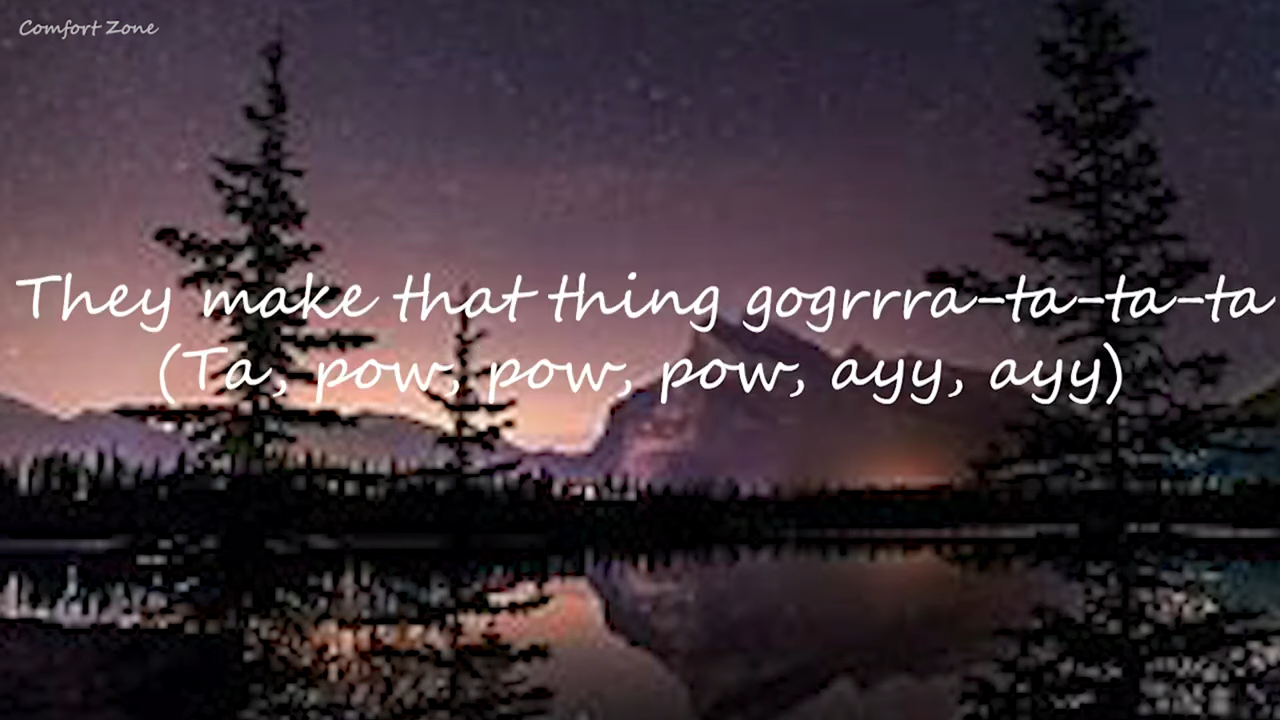 Comfort Zone
They make that thing gogrrra-ta-ta-ta
(Ta, pow, pow, pow, ayy, ayy)